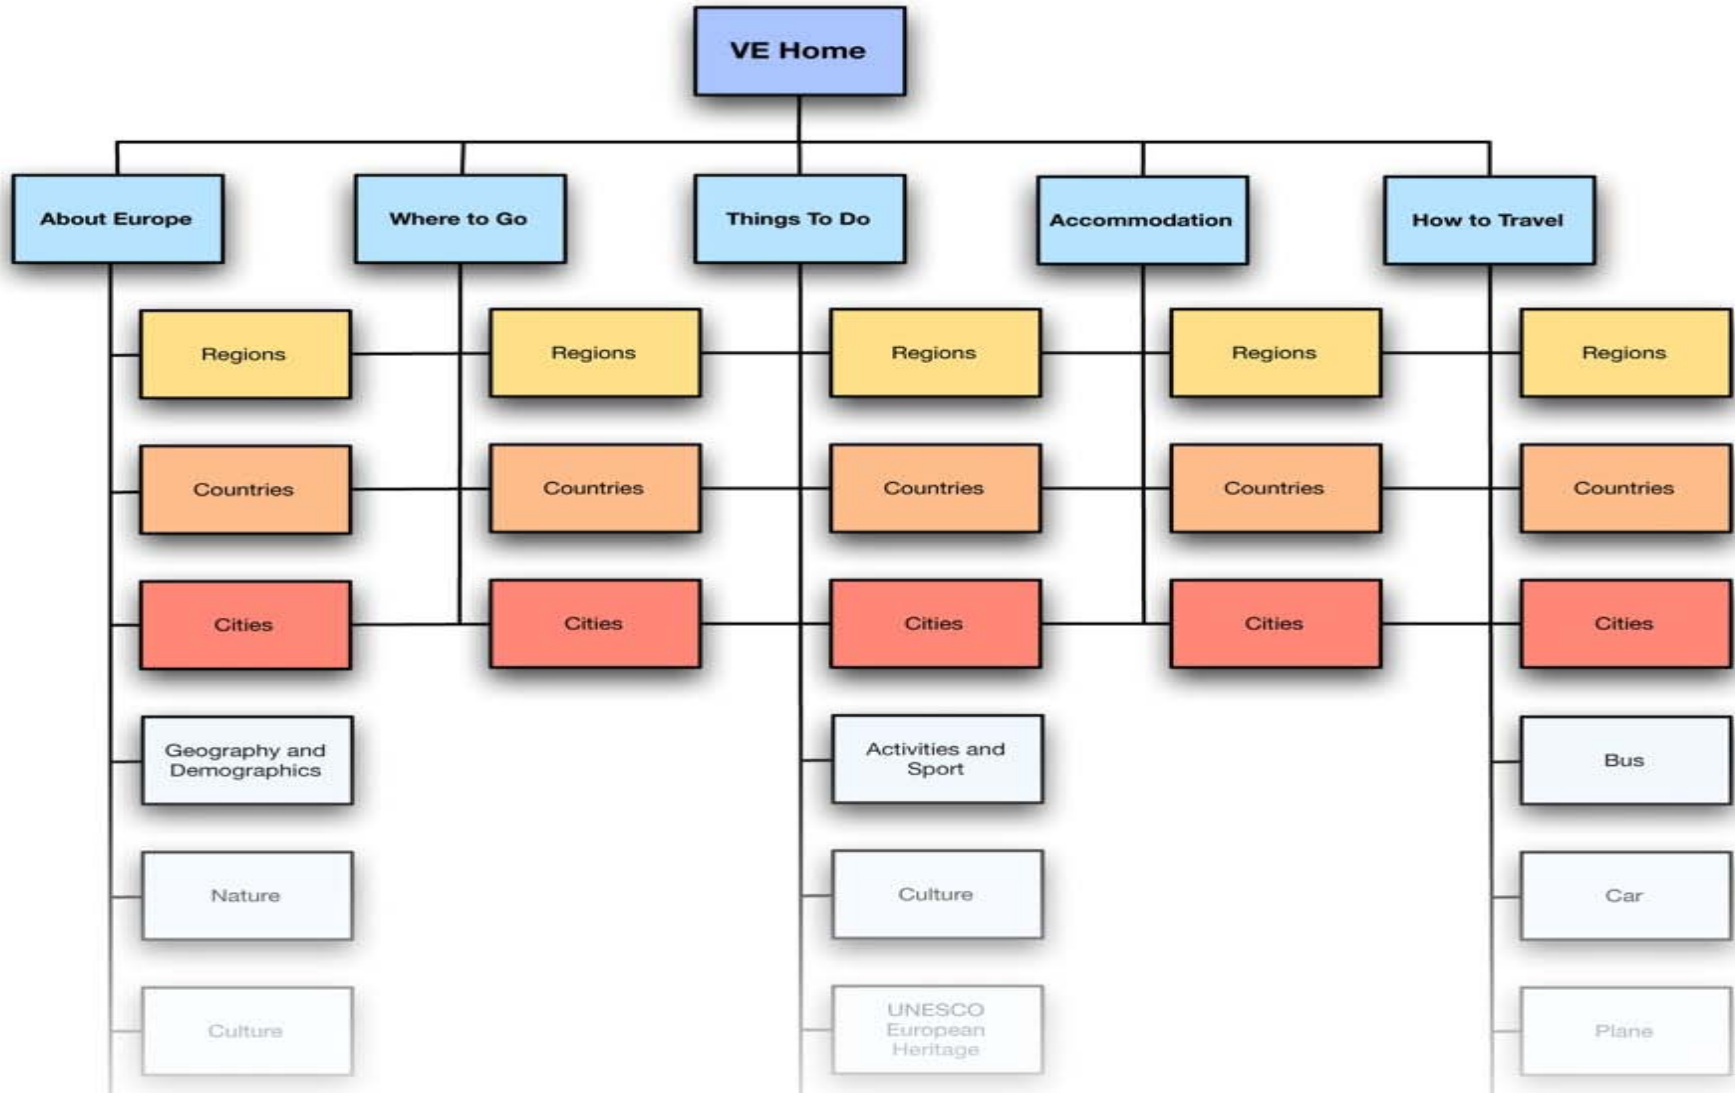 VE Home
About Europe
Where to Go
Things To Do
Accommodation
How to Travel
Regions
Regions
Regions
Regions
Regions
Countries
Countries
Countries
Countries
Countries
Cities
Cities
Cities
Cities
Cities
Geography and
Demographics
Activities and
Sport
Bus
Nature
Culture
Car
Culture
UNESCO
European
Heritage
Plane